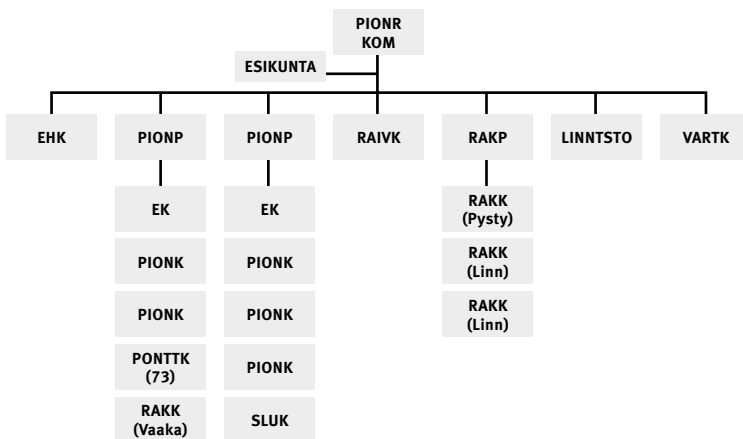 PIONR
KOM
ESIKUNTA
EHK
PIONP
PIONP
RAIVK
RAKP
LINNTSTO
VARTK
EK
EK
RAKK
(Pysty)
PIONK
PIONK
RAKK
(Linn)
PIONK
PIONK
RAKK
(Linn)
PONTTK
(73)
PIONK
RAKK
(Vaaka)
SLUK